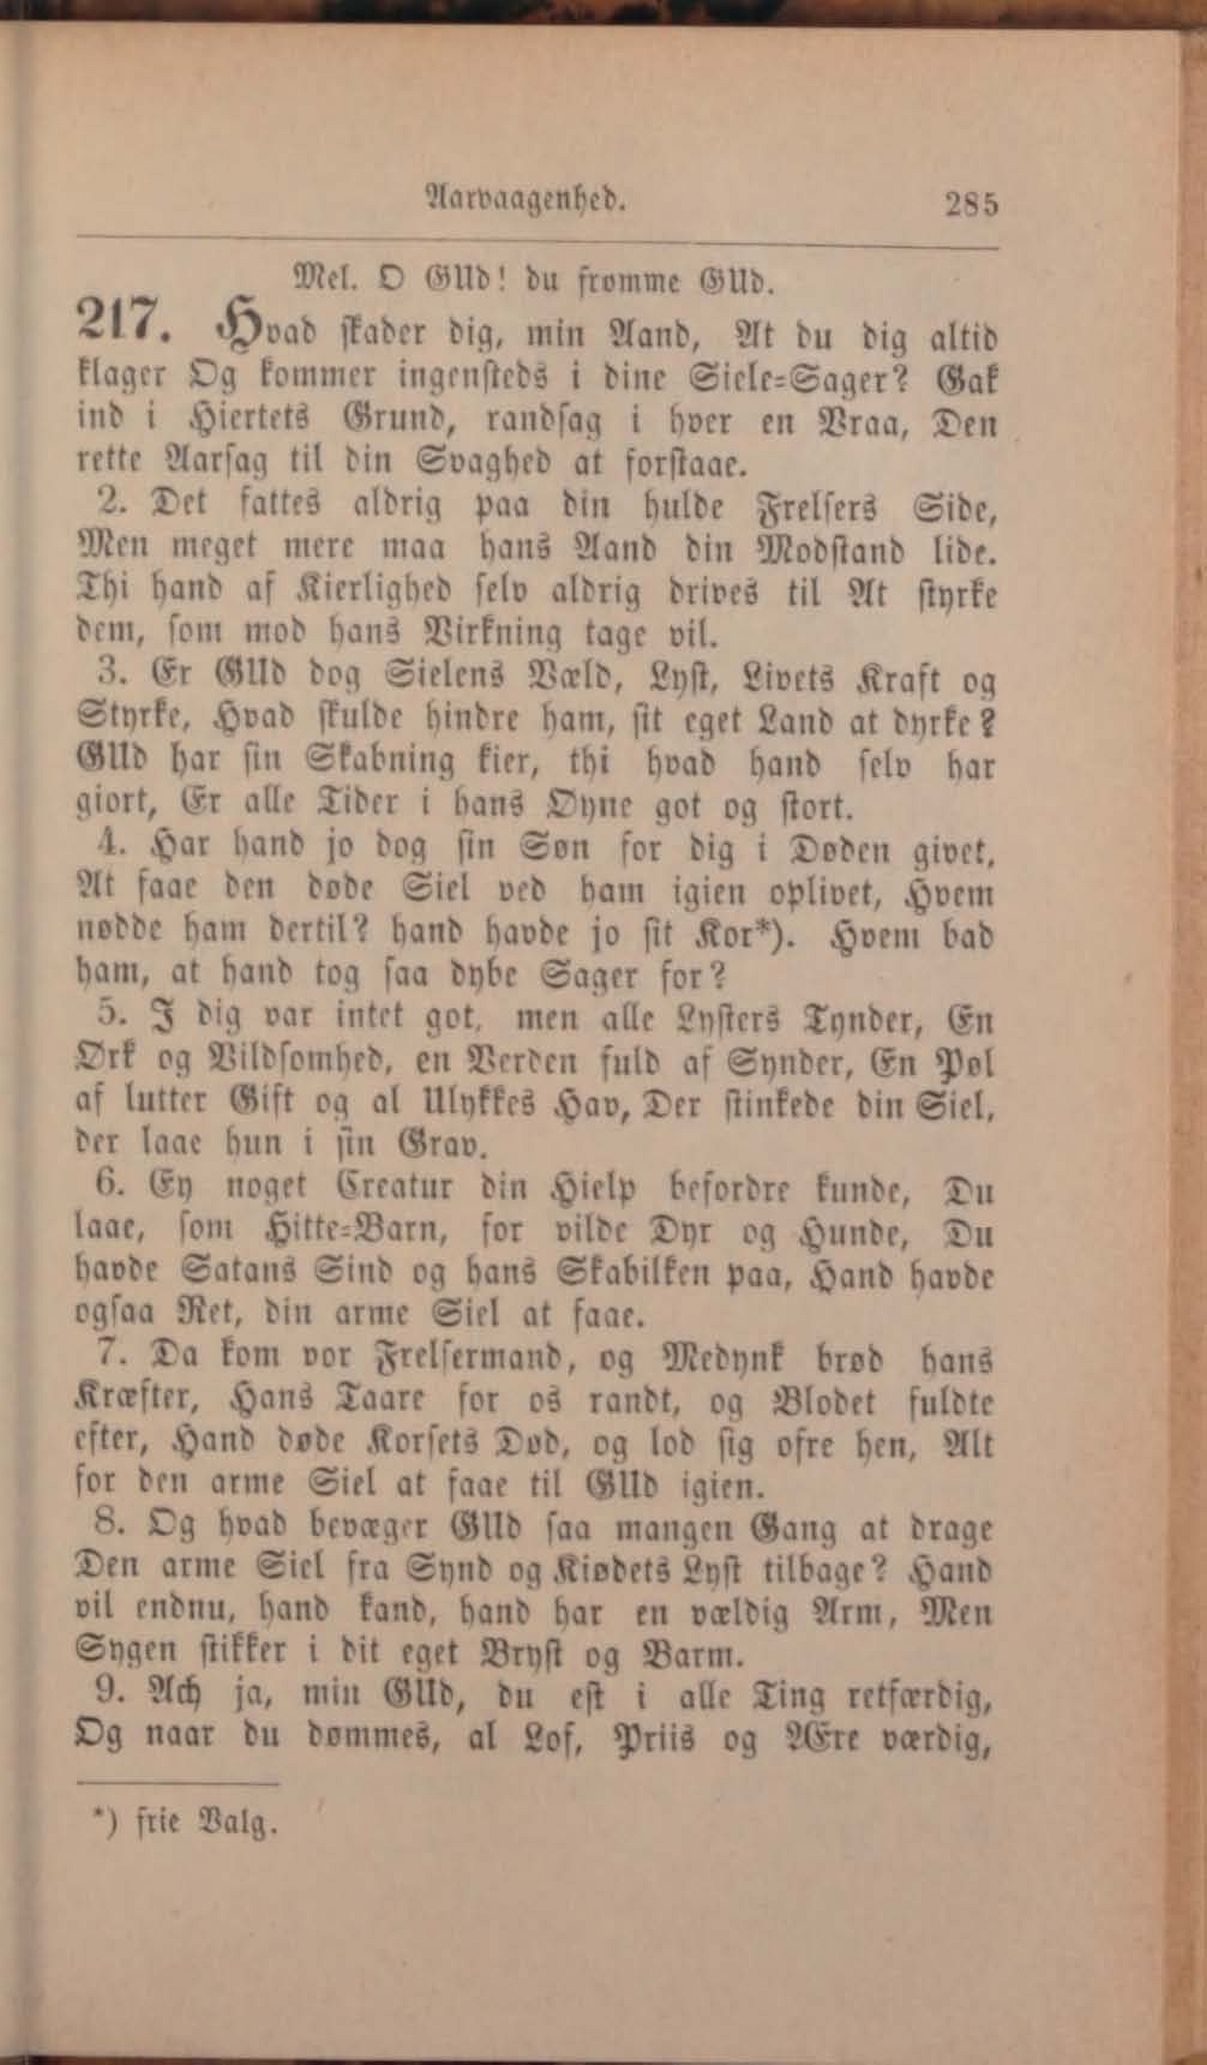 Aarvaagenhed.
285
Mel. O GUd! du fromme GUd.
217. Hvad skader dig, min Aand, At du dig altid
klager Og kommer ingensteds i dine Siele-Sager? Gak
ind i Hiertets Grund, randsag i hver en Vraa, Den
rette Aarsag til din Svaghed at forstaae.
2. Det fattes aldrig paa din hulde Frelsers Side,
Men meget mere maa hans Aand din Modstand lide.
Thi hand af Kierlighed selv aldrig drives til At styrke
dem, som mod hans Virkning tage vil.
3. Er GUd dog Sielens Væld, Lyst, Livets Kraft og
Styrke, Hvad skulde hindre ham, sit eget Land at dyrke?
GUd har sin Skabning kier, thi hvad hand selv har
giort, Er alle Tider i hans Øyne got og stort.
4. Har hand jo dog sin Søn for dig i Døden givet,
At faae den døde Siel ved ham igien oplivet, Hvem
nødde ham dertil? hand havde jo sit Kor*). Hvem bad
ham, at hand tog saa dybe Sager for?
5. I dig var intet got, men alle Lysters Tynder, En
Ørk og Vildsomhed, en Verden fuld af Synder, En Pøl
af lutter Gift og al Ulykkes Hav, Der stinkede din Siel,
der laae hun i sin Grav.
6. Ey noget Creatur din Hielp befordre kunde, Du
laae, som Hitte-Barn, for vilde Dyr og Hunde, Du
havde Satans Sind og hans Skabilken paa, Hand havde
ogsaa Ret, din arme Siel at faae.
7. Da kom vor Frelsermand, og Medynk brød hans
Kræfter, Hans Taare for os randt, og Blodet fuldte
efter, Hand døde Korsets Død, og lod sig ofre hen, Alt
for den arme Siel at faae til GUd igien.
8. Og hvad bevæger GUd saa mangen Gang at drage
Den arme Siel fra Synd og Kiødets Lyst tilbage? Hand
vil endnu, hand kand, hand har en vældig Arm, Men
Sygen stikker i dit eget Bryst og Barm.
9. Ach ja, min GUd, du est i alle Ting retfærdig,
Og naar du dømmes, al Lof, Priis og ÆEre værdig,
*) frie Valg.